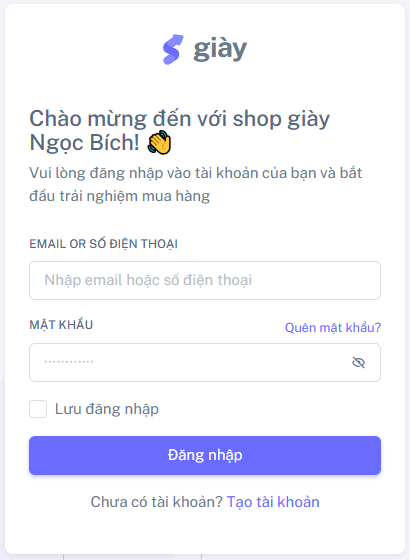 giày
Chào mừng đến với shop giày
Ngọc Bích! 👋
Vui lòng đăng nhập vào tài khoản của bạn và bắt
đầu trải nghiệm mua hàng
EMAIL OR SỐ ĐIỆN THOẠI
Nhập email hoặc số điện thoại
MẬT KHẨU Quên mật khẩu?
············
Lưu đăng nhập
Đăng nhập
Chưa có tài khoản? Tạo tài khoản